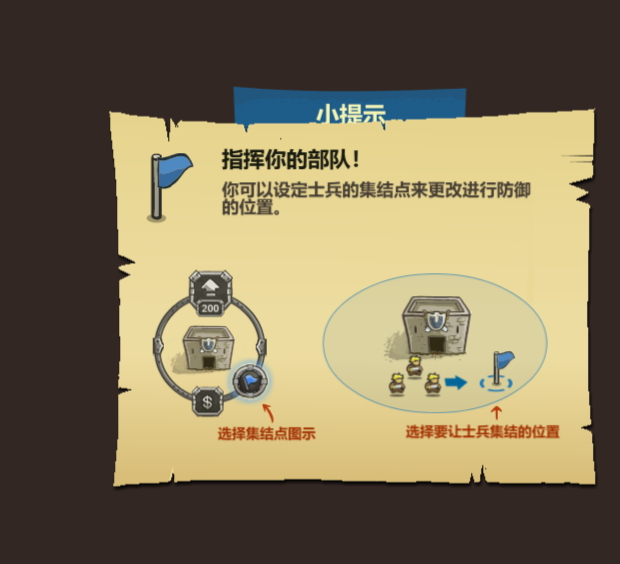 小提示
指挥你的部队！
你可以设定士兵的集结点来更改进行防御
的位置。
200
$
选择集结点图示
选择要让士兵集结的位置